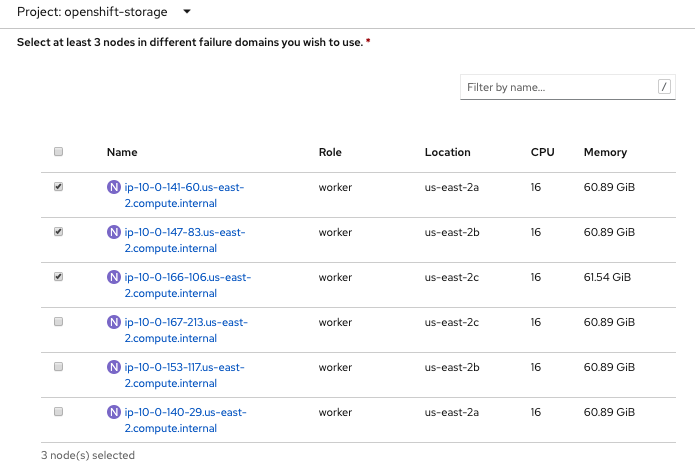 Project: openshift-storage
Select at least 3 nodes in different failure domains you wish to use. *
Filter by name... /
Name Role Location CPU Memory
N ip-10-0-141-60.us-east- worker us-east-2a 16 60.89 GiB
2.compute.internal
N ip-10-0-147-83.us-east- worker us-east-2b 16 60.89 GiB
2.compute.internal
N ip-10-0-166-106.us-east- worker us-east-2c 16 61.54 GiB
2.compute.internal
N ip-10-0-167-213.us-east- worker us-east-2c 16 60.89 GiB
2.compute.internal
N ip-10-0-153-117.us-east- worker us-east-2b 16 60.89 GiB
2.compute.internal
N ip-10-0-140-29.us-east- worker us-east-2a 16 60.89 GiB
2.compute.internal
3 node(s) selected